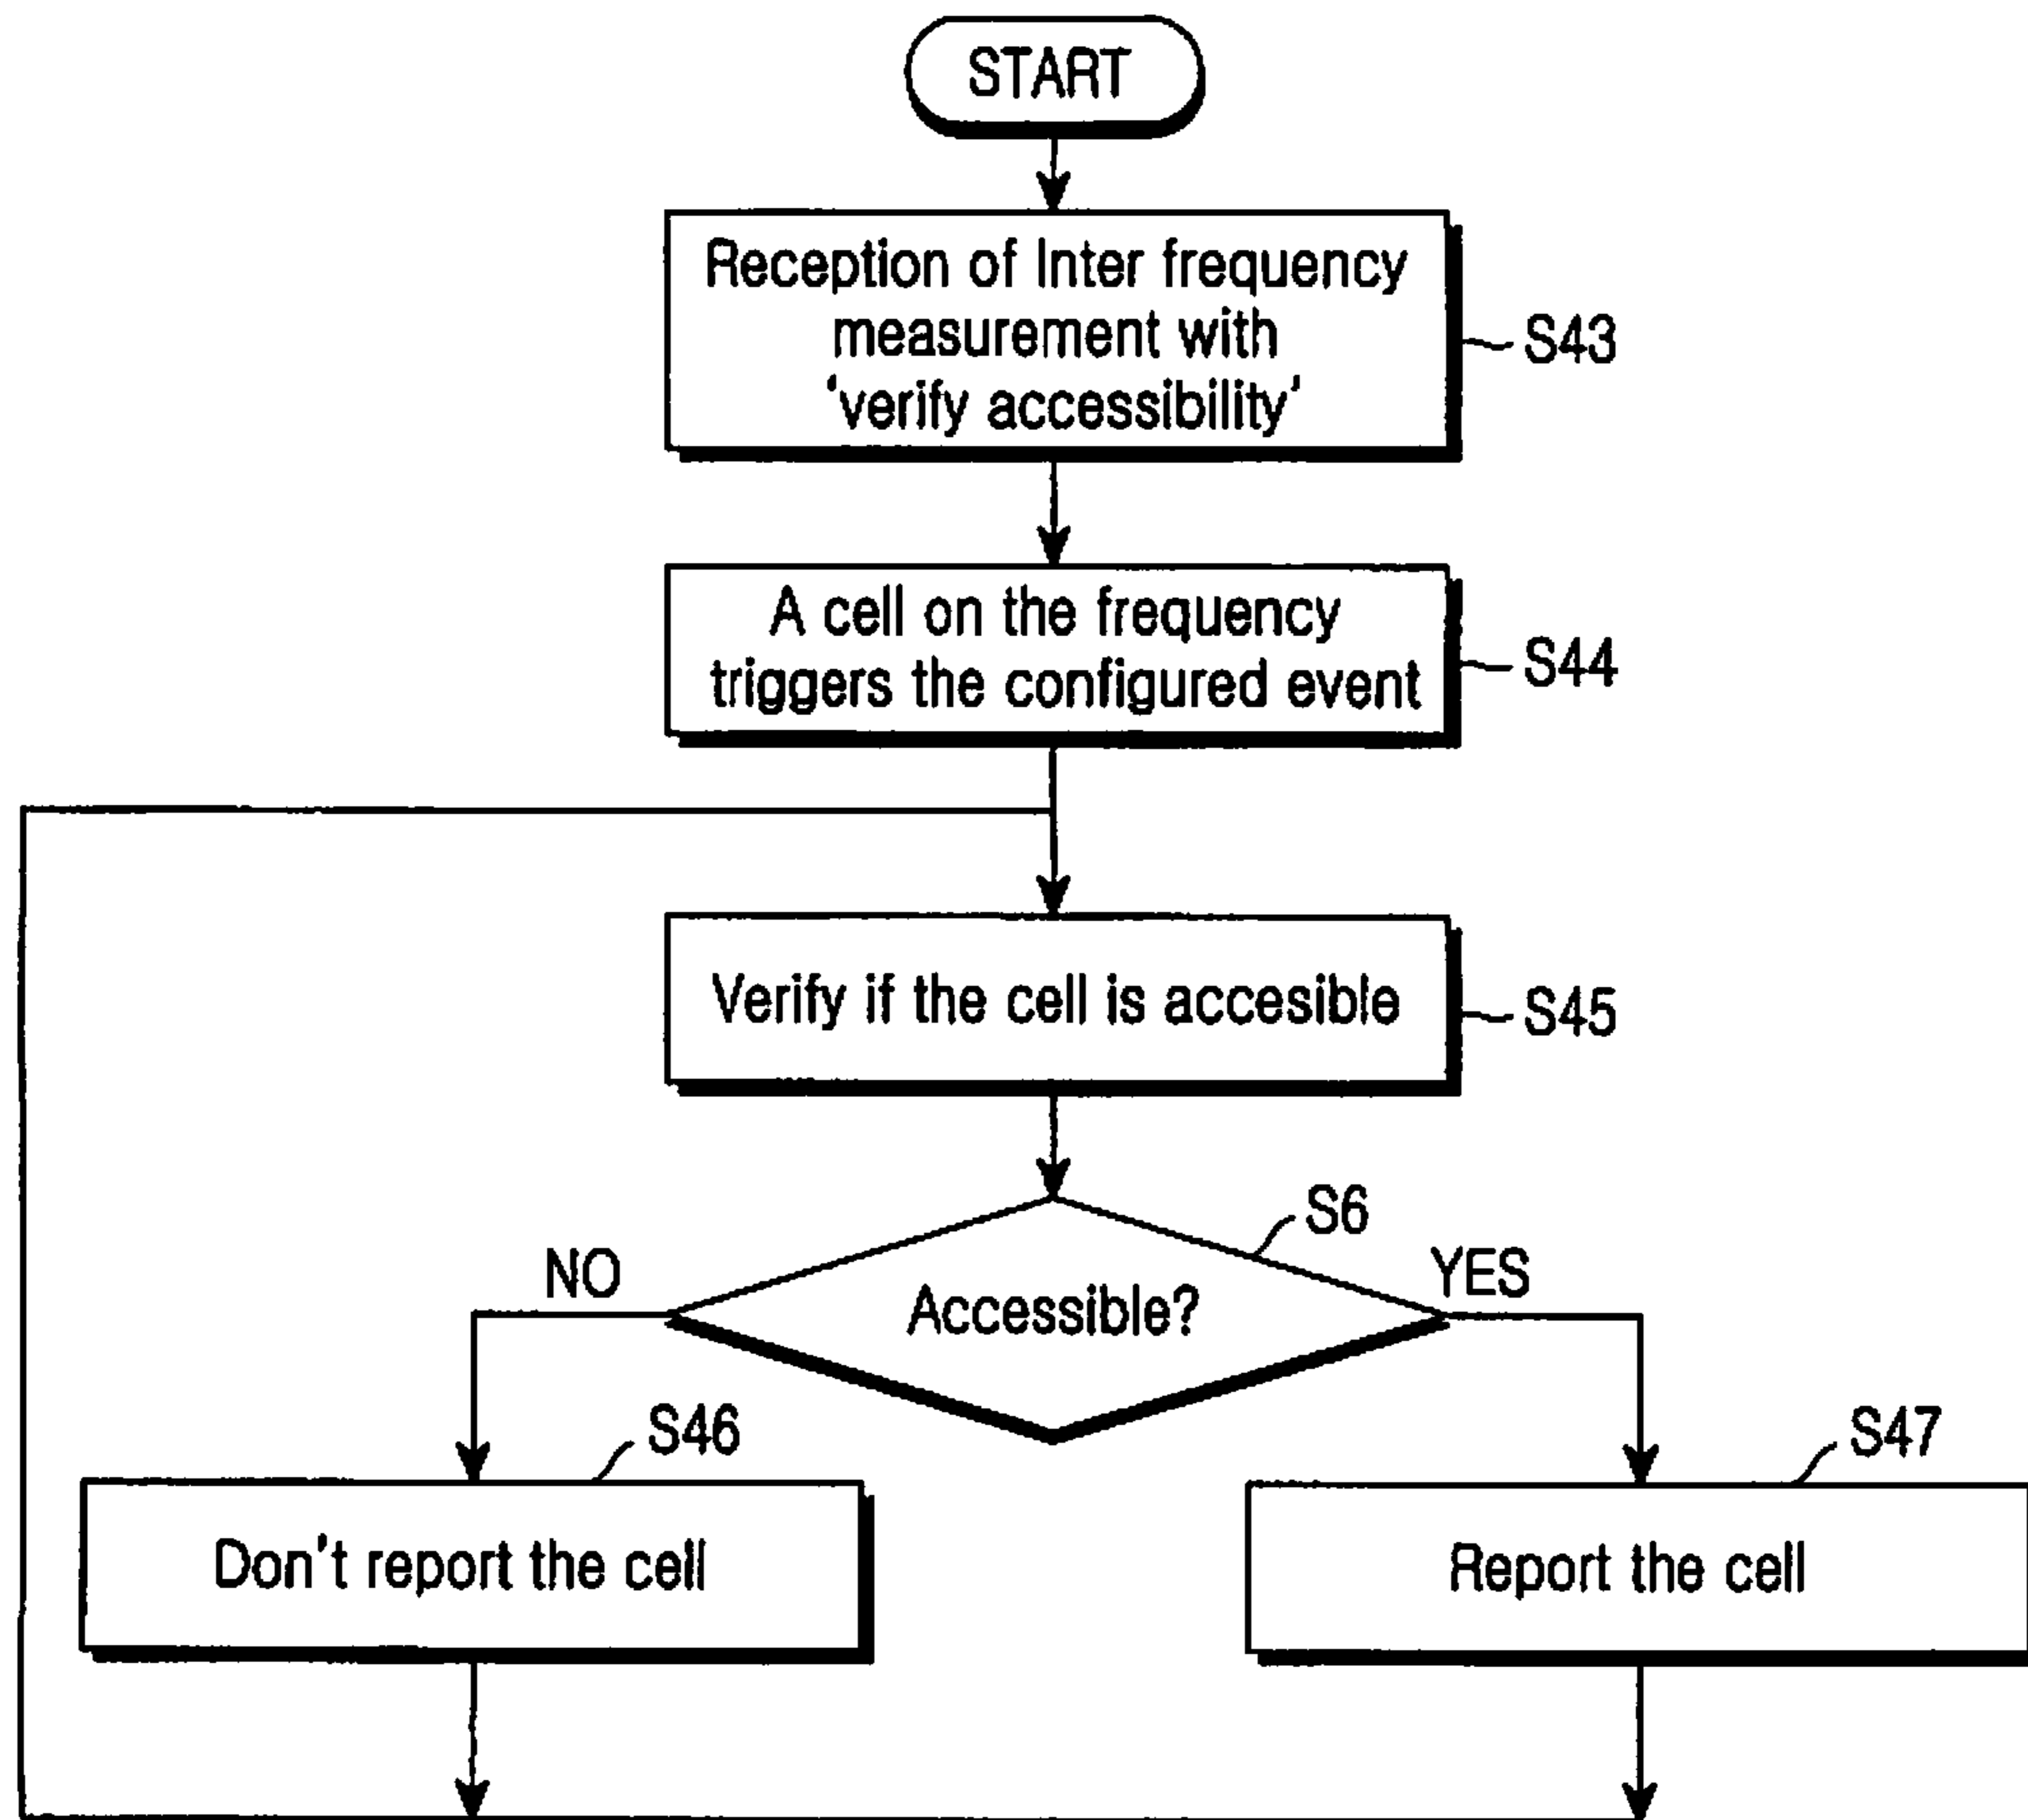 START
Reception of Inter frequency
measurement with
'verify accessibility'
S43
A cell on the frequency
triggers the configured event
S44
Verify if the cell is accesible
S45
S6
NO
YES
Accessible?
S46
S47
Don't report the cell
Report the cell